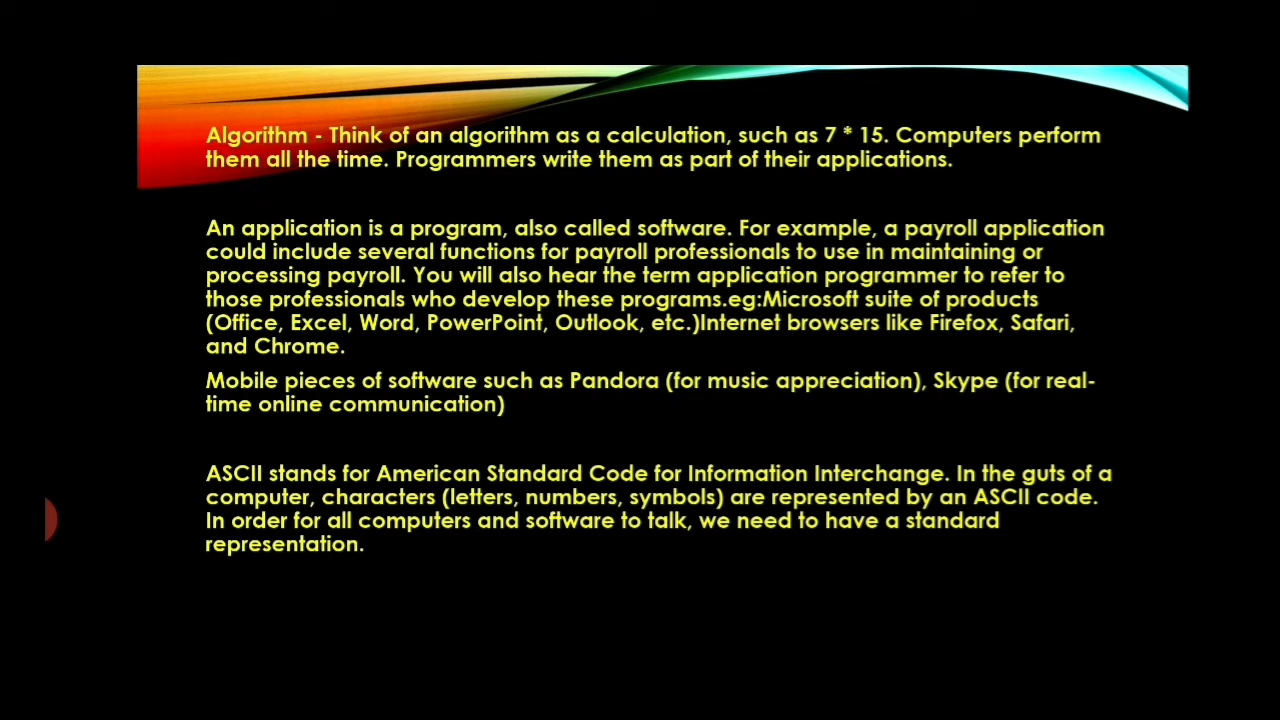 Algorithm - Think of an algorithm as a calculation, such as 7 * 15. Computers perform
them all the time. Programmers write them as part of their applications.
An application is a program, also called software. For example, a payroll application
could include several functions for payroll professionals to use in maintaining or
processing payroll. You will also hear the term application programmer to refer to
those professionals who develop these programs.eg:Microsoft suite of products
(Office, Excel, Word, PowerPoint, Outlook, etc.)Internet browsers like Firefox, Safari,
and Chrome.
Mobile pieces of software such as Pandora (for music appreciation), Skype (for real-
time online communication)
ASCII stands for American Standard Code for Information Interchange. In the guts of a
computer, characters (letters, numbers, symbols) are represented by an ASCII code.
In order for all computers and software to talk, we need to have a standard
representation.